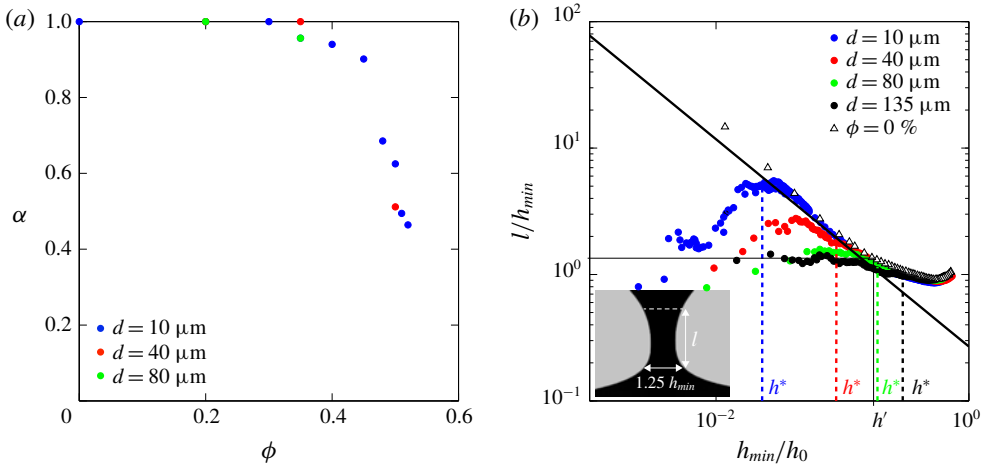 (a)
1.0
0.8
0.6
α
0.4
0.2
0
0.2
0.4
0.6
ϕ
d = 10 μm
d = 40 μm
d = 80 μm
(b)
10²
10¹
10⁰
10⁻¹
l/h_min
d = 10 μm
d = 40 μm
d = 80 μm
d = 135 μm
ϕ = 0 %
l
1.25 h_min
h*
h*
h*
h*
10⁻²
h′
10⁰
h_min/h₀